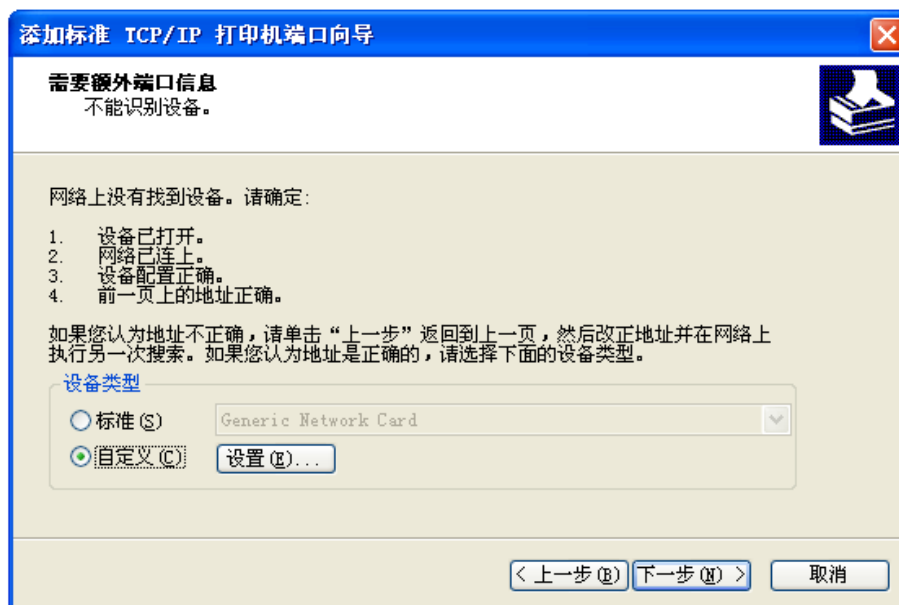 添加标准 TCP/IP 打印机端口向导
需要额外端口信息
不能识别设备。
网络上没有找到设备。请确定:
1. 设备已打开。
2. 网络已连上。
3. 设备配置正确。
4. 前一页上的地址正确。
如果您认为地址不正确,请单击“上一步”返回到上一页,然后改正地址并在网络上
执行另一次搜索。如果您认为地址是正确的,请选择下面的设备类型。
设备类型
标准(S) Generic Network Card
自定义(C) 设置(E)...
< 上一步(B) 下一步(N) > 取消